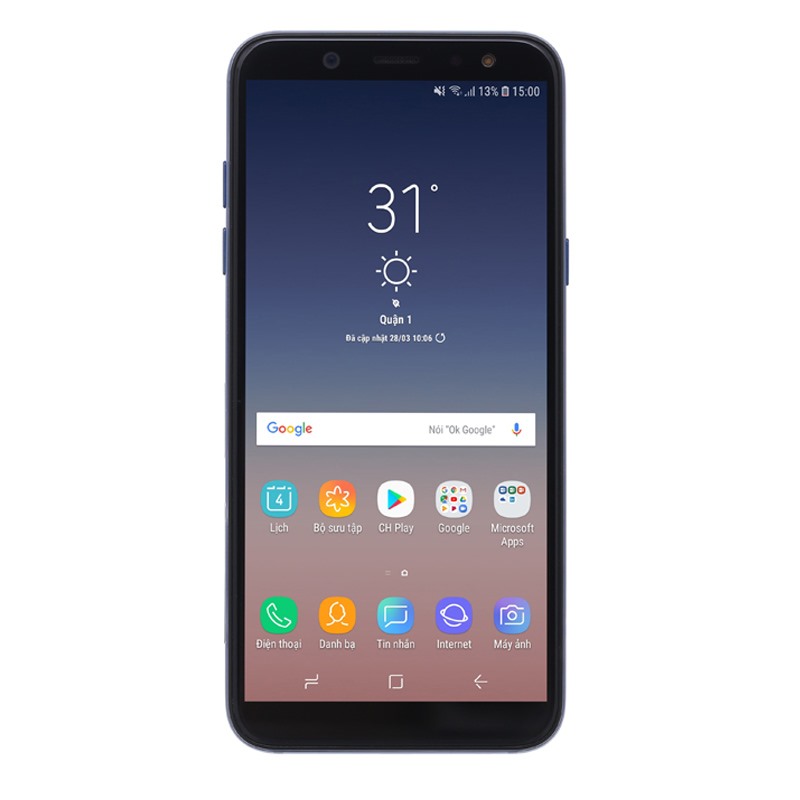 13% 15:00
31°
Quận 1
Đã cập nhật 28/03 10:06
Google
Nói "Ok Google"
4
Lịch
Bộ sưu tập
CH Play
Google
Microsoft
Apps
Điện thoại
Danh bạ
Tin nhắn
Internet
Máy ảnh